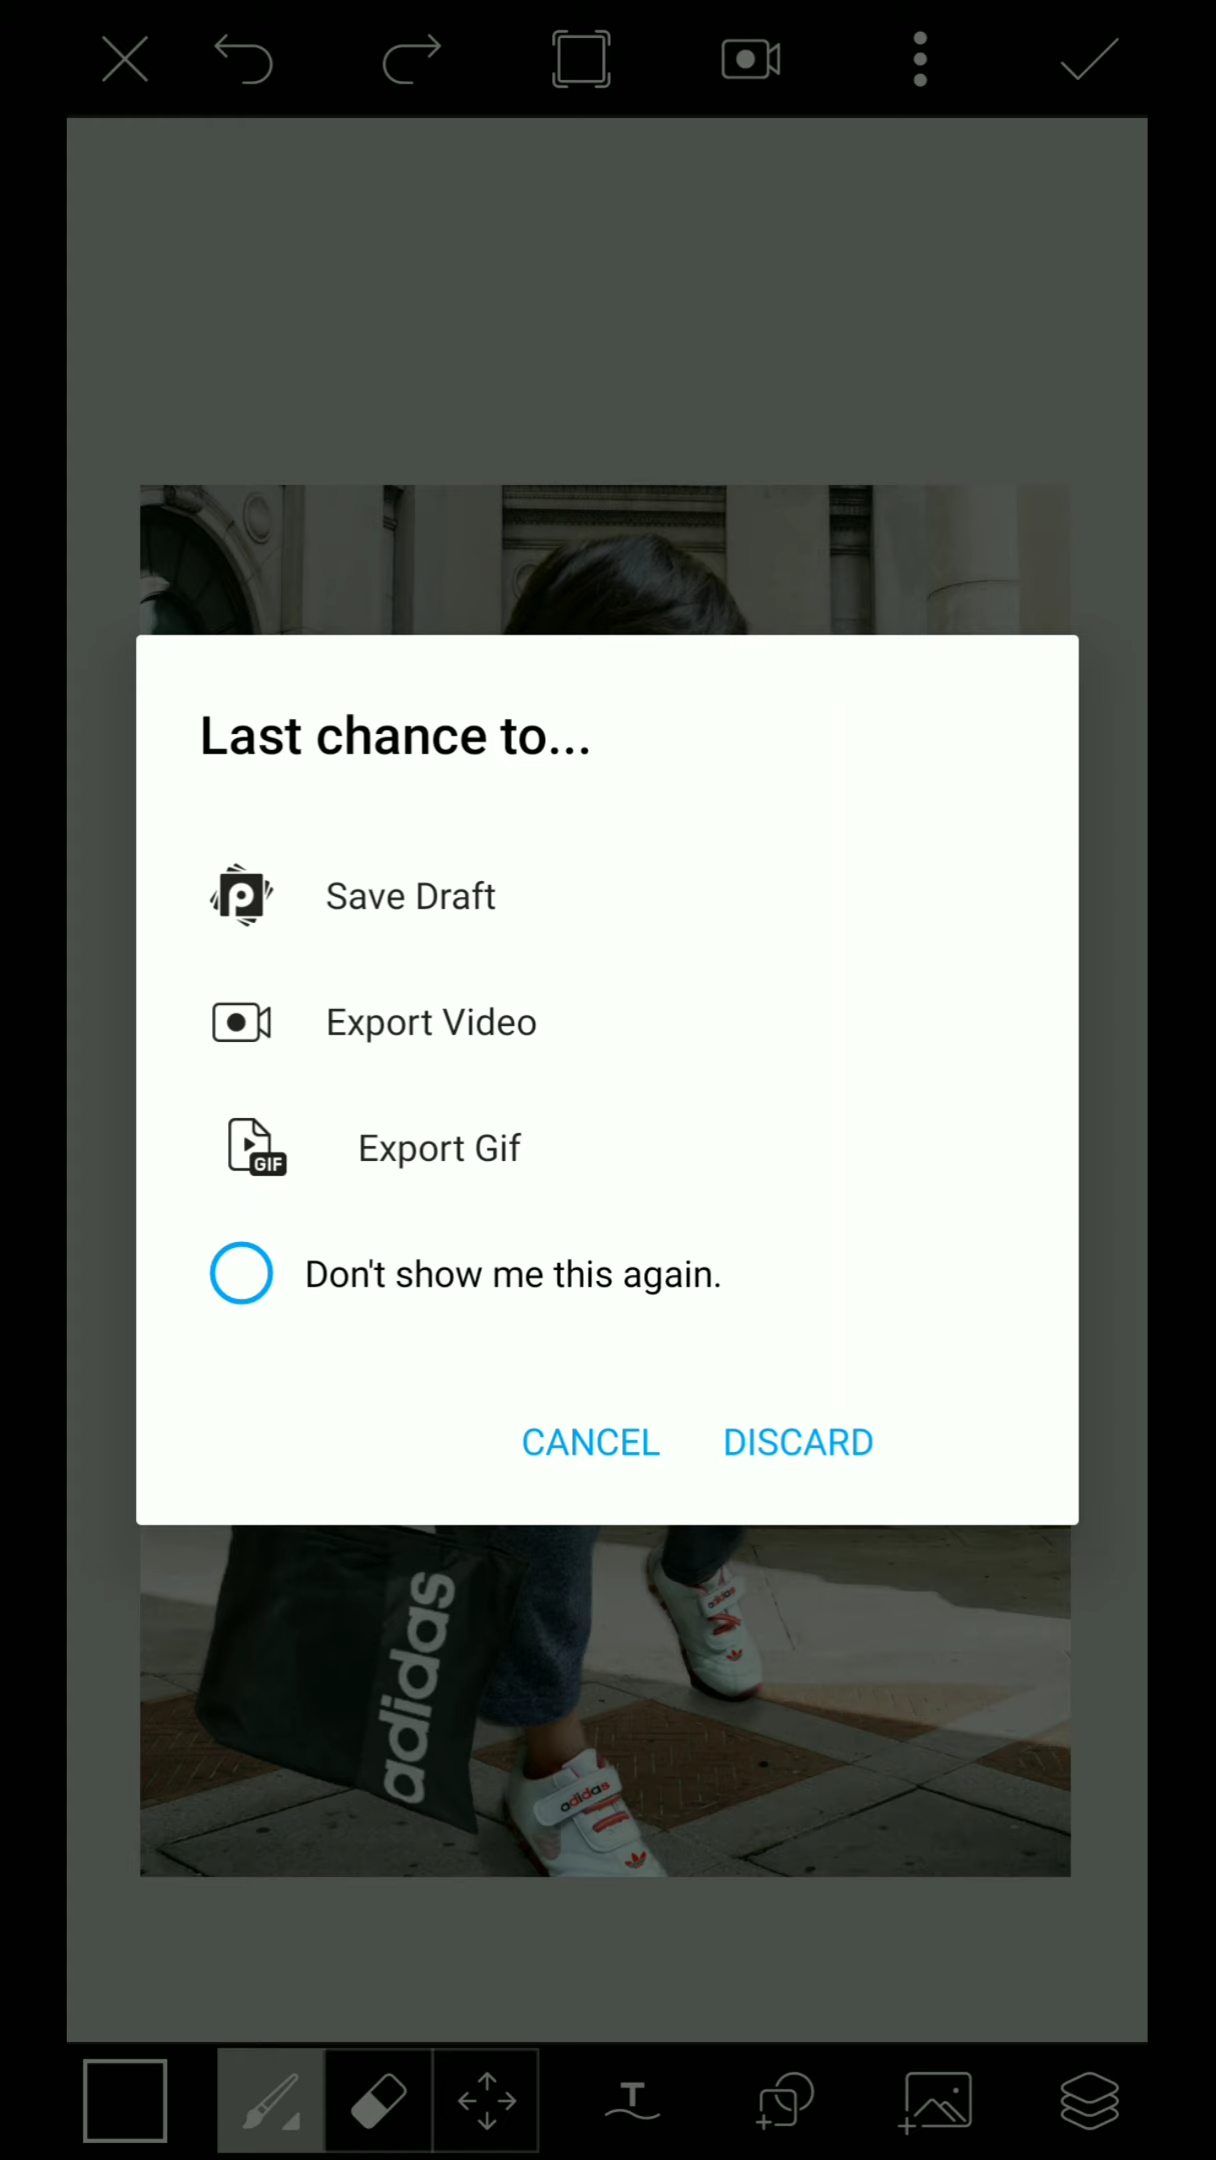 Last chance to...
Save Draft
Export Video
GIF
Export Gif
Don't show me this again.
CANCEL
DISCARD
adidas
adidas
adidas
T